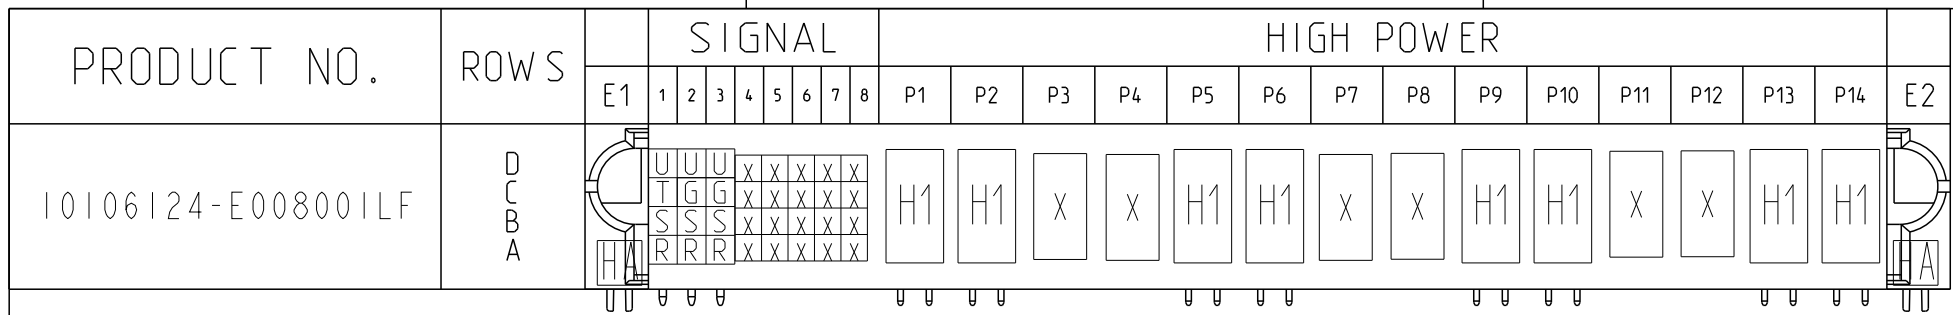 SIGNAL HIGH POWER
PRODUCT NO. ROWS
E1 1 2 3 4 5 6 7 8 P1 P2 P3 P4 P5 P6 P7 P8 P9 P10 P11 P12 P13 P14 E2
D U U U X X X X X
C T G G X X X X X
10106124-E008001LF H1 H1 X X H1 H1 X X H1 H1 X X H1 H1
B S S S X X X X X
A R R R X X X X X
HA HA